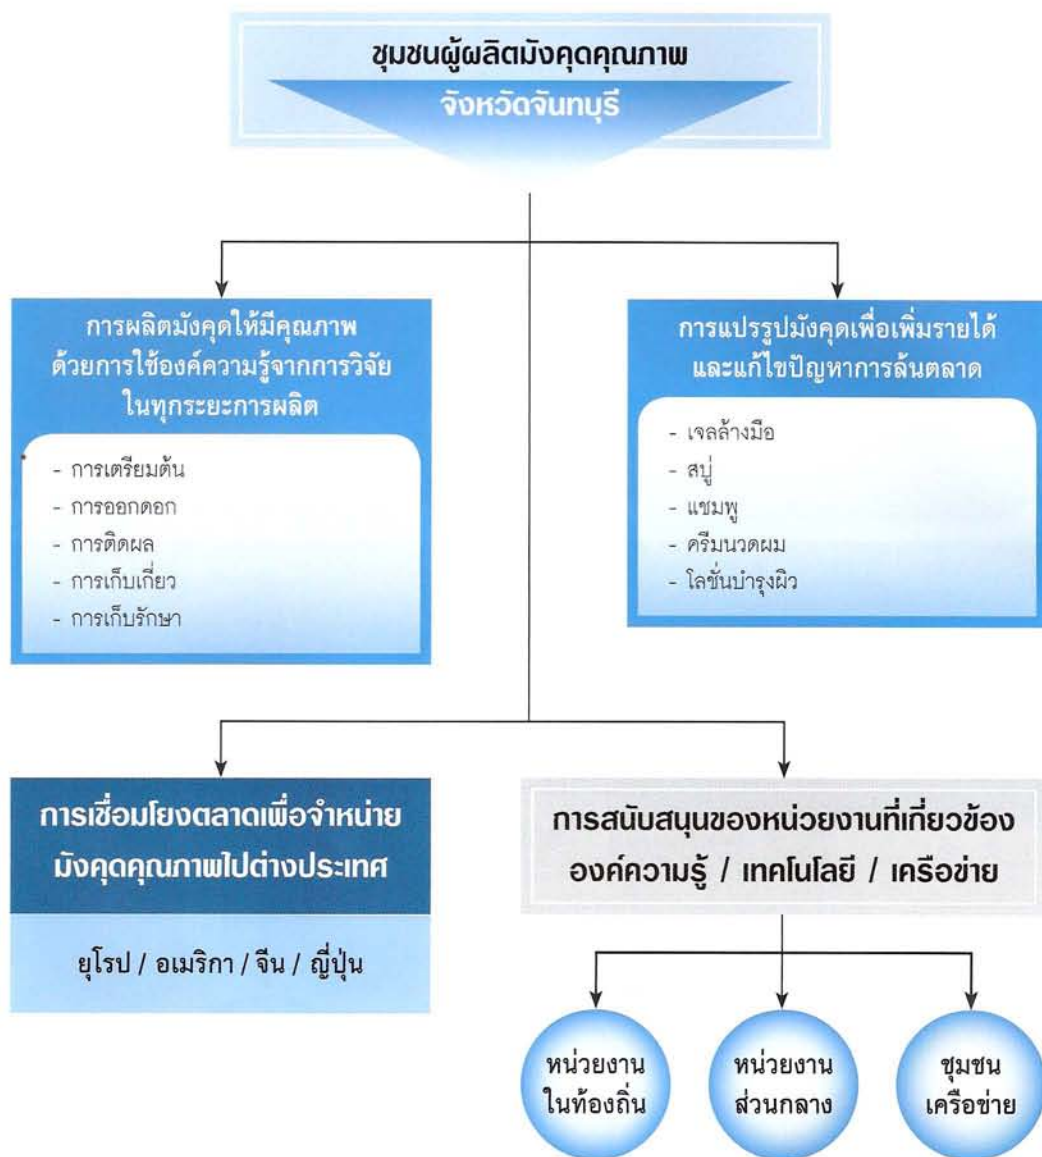 ชุมชนผู้ผลิตมังคุดคุณภาพ
จังหวัดจันทบุรี
การผลิตมังคุดให้มีคุณภาพ
ด้วยการใช้องค์ความรู้จากการวิจัย
ในทุกระยะการผลิต
- การเตรียมต้น
- การออกดอก
- การติดผล
- การเก็บเกี่ยว
- การเก็บรักษา
การแปรรูปมังคุดเพื่อเพิ่มรายได้
และแก้ไขปัญหาการล้นตลาด
- เจลล้างมือ
- สบู่
- แชมพู
- ครีมนวดผม
- โลชั่นบำรุงผิว
การเชื่อมโยงตลาดเพื่อจำหน่าย
มังคุดคุณภาพไปต่างประเทศ
ยุโรป / อเมริกา / จีน / ญี่ปุ่น
การสนับสนุนของหน่วยงานที่เกี่ยวข้อง
องค์ความรู้ / เทคโนโลยี / เครือข่าย
หน่วยงาน
ในท้องถิ่น
หน่วยงาน
ส่วนกลาง
ชุมชน
เครือข่าย